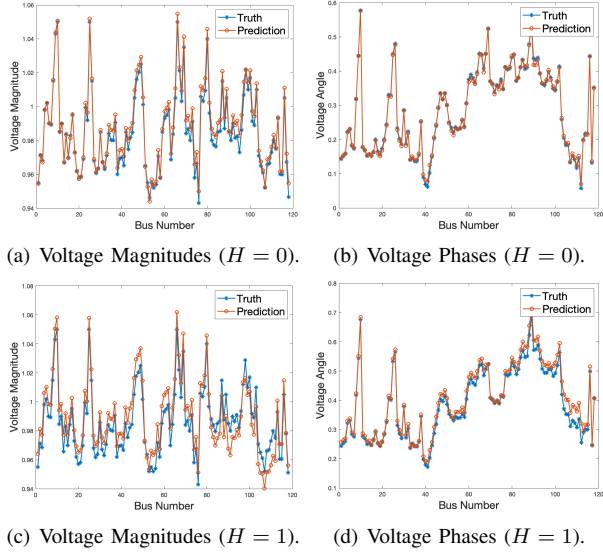 1.08
1.06
1.04
1.02
1
0.98
0.96
0.94
0 20 40 60 80 100 120
Voltage Magnitude
Bus Number
Truth
Prediction
0.6
0.4
0.2
0
0 20 40 60 80 100 120
Voltage Angle
Bus Number
Truth
Prediction
(a) Voltage Magnitudes (H = 0).
(b) Voltage Phases (H = 0).
1.08
1.06
1.04
1.02
1
0.98
0.96
0.94
0 20 40 60 80 100 120
Voltage Magnitude
Bus Number
Truth
Prediction
0.8
0.7
0.6
0.5
0.4
0.3
0.2
0.1
0 20 40 60 80 100 120
Voltage Angle
Bus Number
Truth
Prediction
(c) Voltage Magnitudes (H = 1).
(d) Voltage Phases (H = 1).